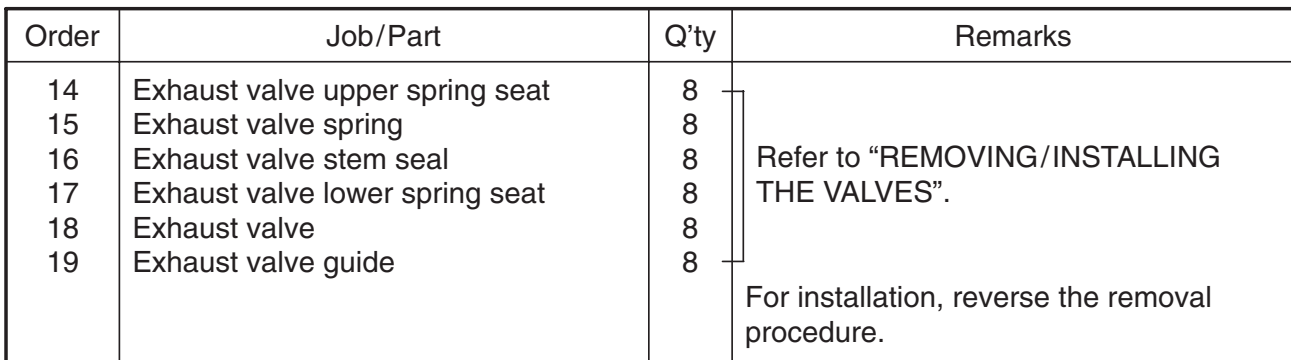 Order Job/Part Q’ty Remarks
14 Exhaust valve upper spring seat 8
15 Exhaust valve spring 8
16 Exhaust valve stem seal 8 Refer to “REMOVING/INSTALLING
17 Exhaust valve lower spring seat 8 THE VALVES”.
18 Exhaust valve 8
19 Exhaust valve guide 8
For installation, reverse the removal
procedure.